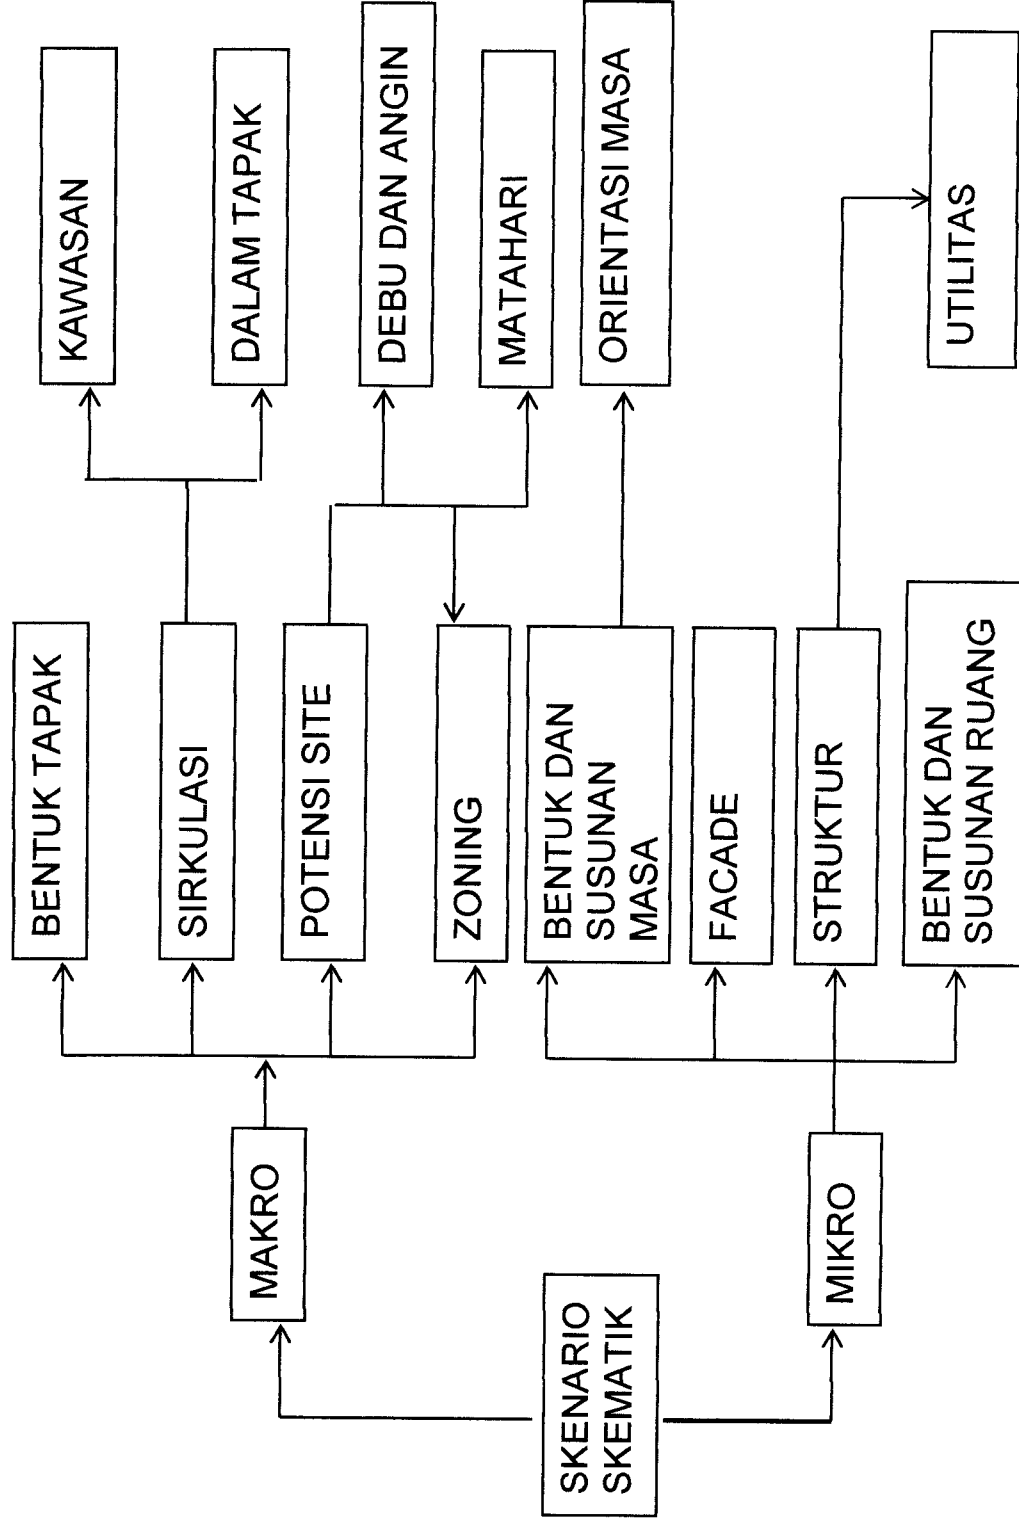 SKENARIO
SKEMATIK
MAKRO
MIKRO
BENTUK TAPAK
SIRKULASI
POTENSI SITE
ZONING
BENTUK DAN
SUSUNAN
MASA
FACADE
STRUKTUR
BENTUK DAN
SUSUNAN RUANG
KAWASAN
DALAM TAPAK
DEBU DAN ANGIN
MATAHARI
ORIENTASI MASA
UTILITAS